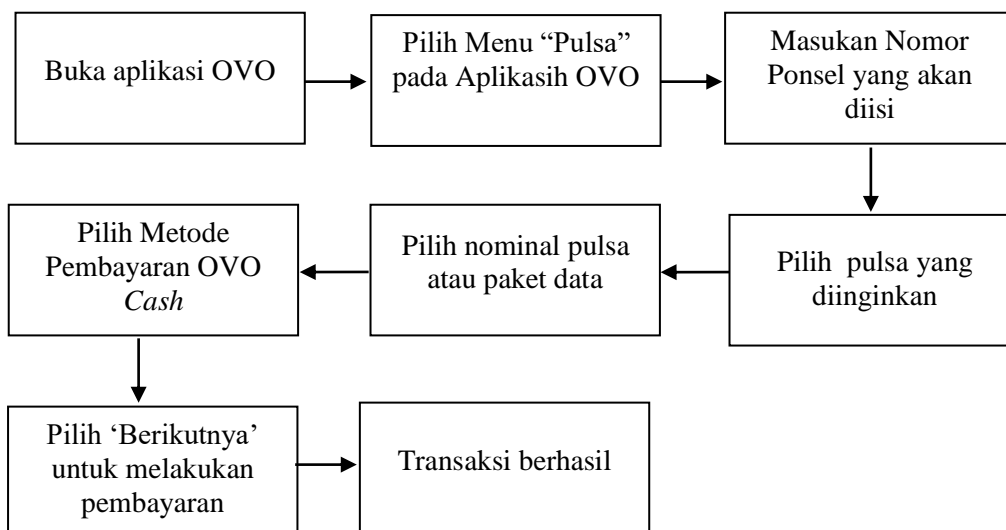 Buka aplikasi OVO
Pilih Menu “Pulsa”
pada Aplikasih OVO
Masukan Nomor
Ponsel yang akan
diisi
Pilih pulsa yang
diinginkan
Pilih nominal pulsa
atau paket data
Pilih Metode
Pembayaran OVO
Cash
Pilih ‘Berikutnya’
untuk melakukan
pembayaran
Transaksi berhasil